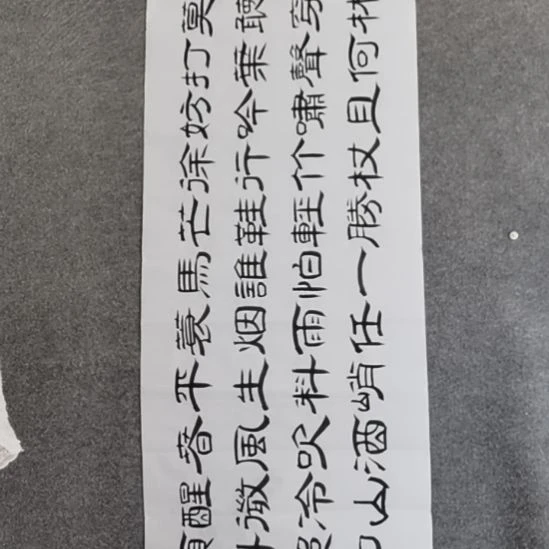 莫聽穿林
打葉聲何
妨吟嘯且
徐行竹杖
芒鞋輕勝
馬誰怕一
蓑烟雨任
平生料峭
春風吹酒
醒微冷山